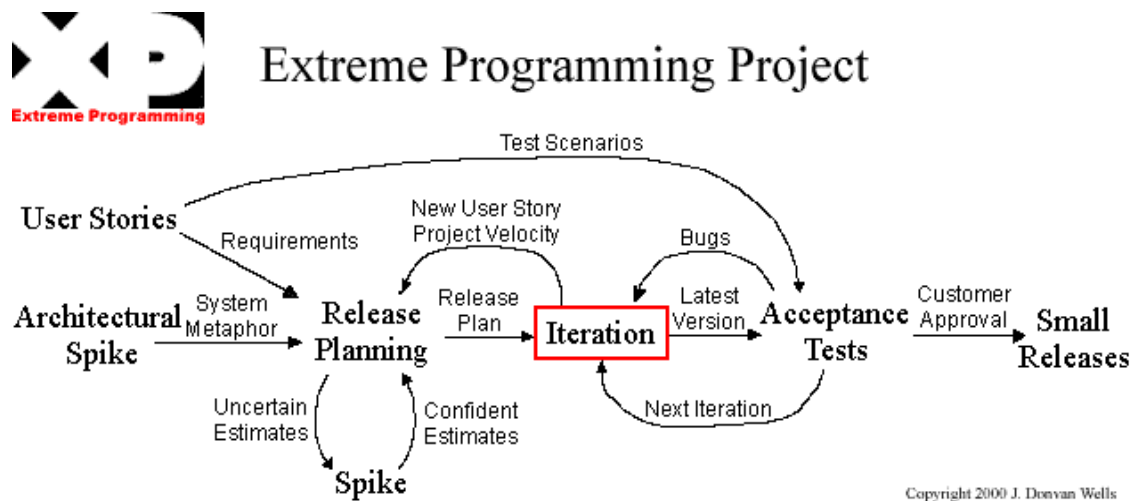 XP
Extreme Programming
Extreme Programming Project
Test Scenarios
User Stories
Requirements
New User Story
Project Velocity
Bugs
Architectural
Spike
System
Metaphor
Release
Planning
Release
Plan
Iteration
Latest
Version
Acceptance
Tests
Customer
Approval
Small
Releases
Uncertain
Estimates
Confident
Estimates
Next Iteration
Spike
Copyright 2000 J. Donvan Wells